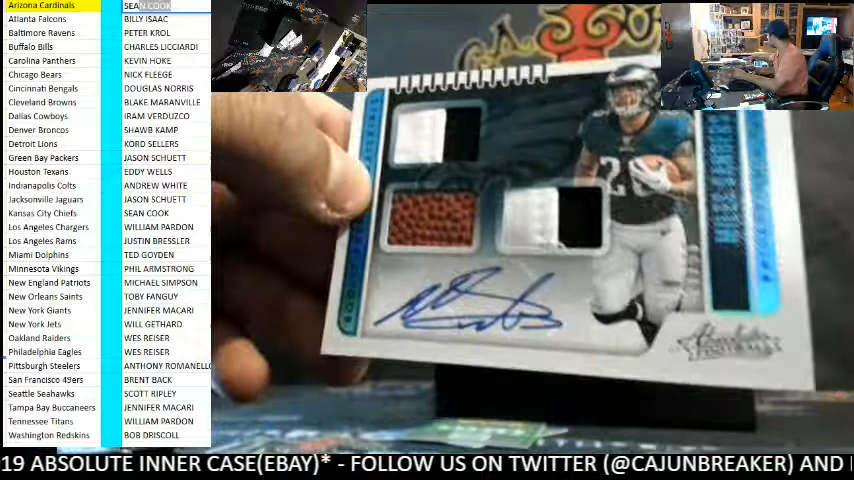 Arizona Cardinals SEAN COOK
Atlanta Falcons BILLY ISAAC
Baltimore Ravens PETER KROL
Buffalo Bills CHARLES LICCIARDI
Carolina Panthers KEVIN HOKE
Chicago Bears NICK FLEEGE
Cincinnat Bengals DOUGLAS NORRIS
Cleveland Browns BLAKE MARANVILLE
Dallas Cowboys IRAM VERDUZCO
Denver Broncos SHAWB KAMP
Detroit Lions KORD SELLERS
Green Bay Packers JASON SCHUETT
Houston Texans EDDY WELLS
Indianapolis Colts ANDREW WHITE
Jacksonville Jaguars JASON SCHUETT
Kansas City Chiefs SEAN COOK
Los Angeles Chargers WILLIAM PARDON
Los Angeles Rams JUSTIN BRESSLER
Miami Dolphins TED GOYDEN
Minnesota Vikings PHIL ARMSTRONG
New England Patriots MICHAEL SIMPSON
New Orleans Saints TOBY FANGUY
New York Giants JENNIFER MACARI
New York Jets WILL GETHARD
Oakland Raiders WES REISER
Philadelphia Eagles WES REISER
Pittsburgh Steelers ANTHONY ROMANELLO
San Francisco 49ers BRENT BACK
Seattle Seahawks SCOTT RIPLEY
Tampa Bay Buccaneers JENNIFER MACARI
Tennessee Titans WILLIAM PARDON
Washington Redskins BOB DRISCOLL
Absolute
FOOTBALL
19 ABSOLUTE INNER CASE(EBAY)* - FOLLOW US ON TWITTER (@CAJUNBREAKER) AND